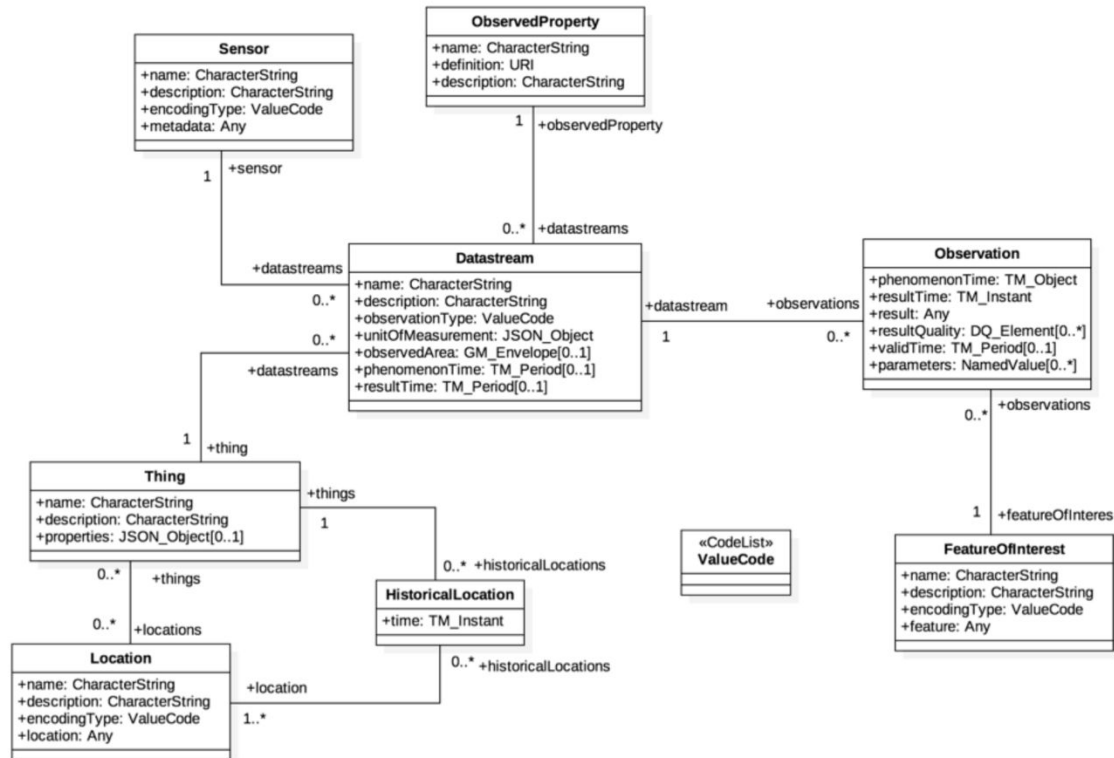 ObservedProperty
+name: CharacterString
+definition: URI
+description: CharacterString
Sensor
+name: CharacterString
+description: CharacterString
+encodingType: ValueCode
+metadata: Any
1
+observedProperty
1
+sensor
0..*
+datastreams
+datastreams
0..*
Datastream
+name: CharacterString
+description: CharacterString
+observationType: ValueCode
+unitOfMeasurement: JSON_Object
+observedArea: GM_Envelope[0..1]
+phenomenonTime: TM_Period[0..1]
+resultTime: TM_Period[0..1]
+datastream
1
+observations
0..*
Observation
+phenomenonTime: TM_Object
+resultTime: TM_Instant
+result: Any
+resultQuality: DQ_Element[0..*]
+validTime: TM_Period[0..1]
+parameters: NamedValue[0..*]
0..*
+datastreams
1
+thing
0..*
+observations
1
+featureOfInteres
Thing
+name: CharacterString
+description: CharacterString
+properties: JSON_Object[0..1]
+things
1
0..*
+historicalLocations
HistoricalLocation
+time: TM_Instant
0..*
+historicalLocations
«CodeList»
ValueCode
FeatureOfInterest
+name: CharacterString
+description: CharacterString
+encodingType: ValueCode
+feature: Any
0..*
+things
0..*
+locations
Location
+name: CharacterString
+description: CharacterString
+encodingType: ValueCode
+location: Any
+location
1..*